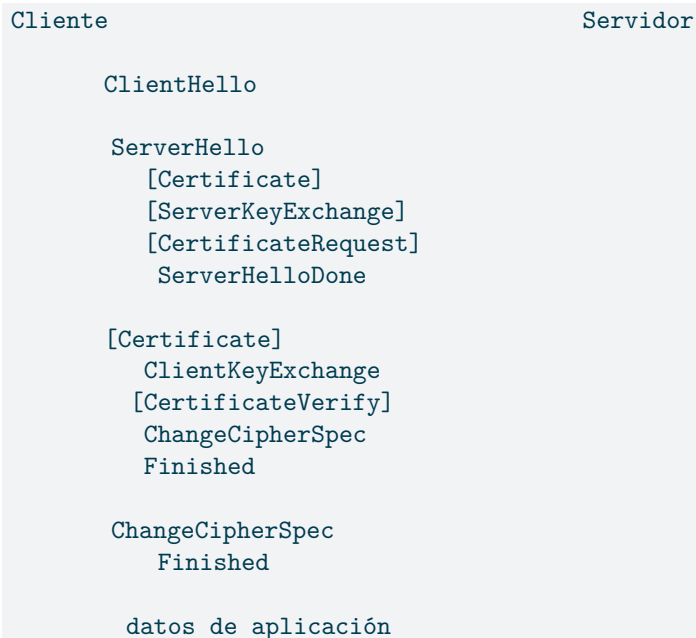 Cliente Servidor
ClientHello
ServerHello
[Certificate]
[ServerKeyExchange]
[CertificateRequest]
ServerHelloDone
[Certificate]
ClientKeyExchange
[CertificateVerify]
ChangeCipherSpec
Finished
ChangeCipherSpec
Finished
datos de aplicación